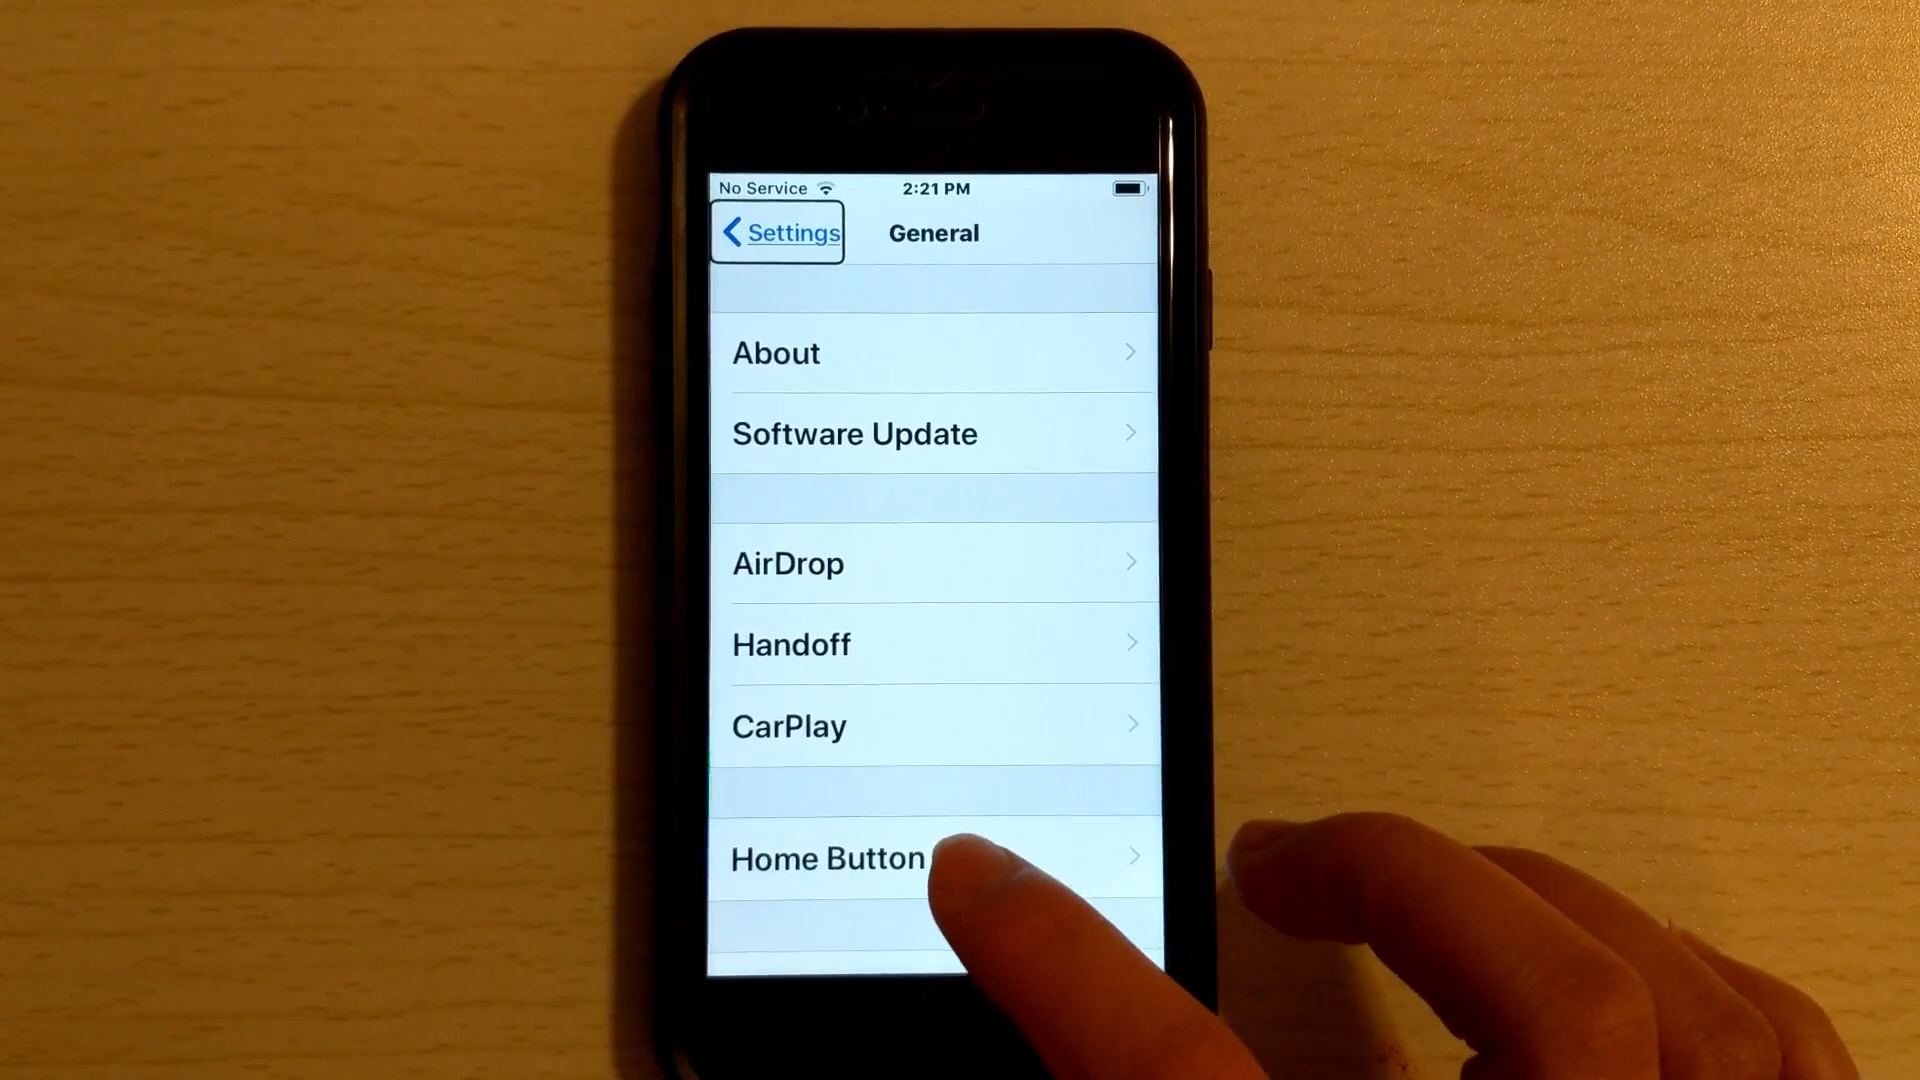 No Service 2:21 PM
Settings General
About
Software Update
AirDrop
Handoff
CarPlay
Home Button